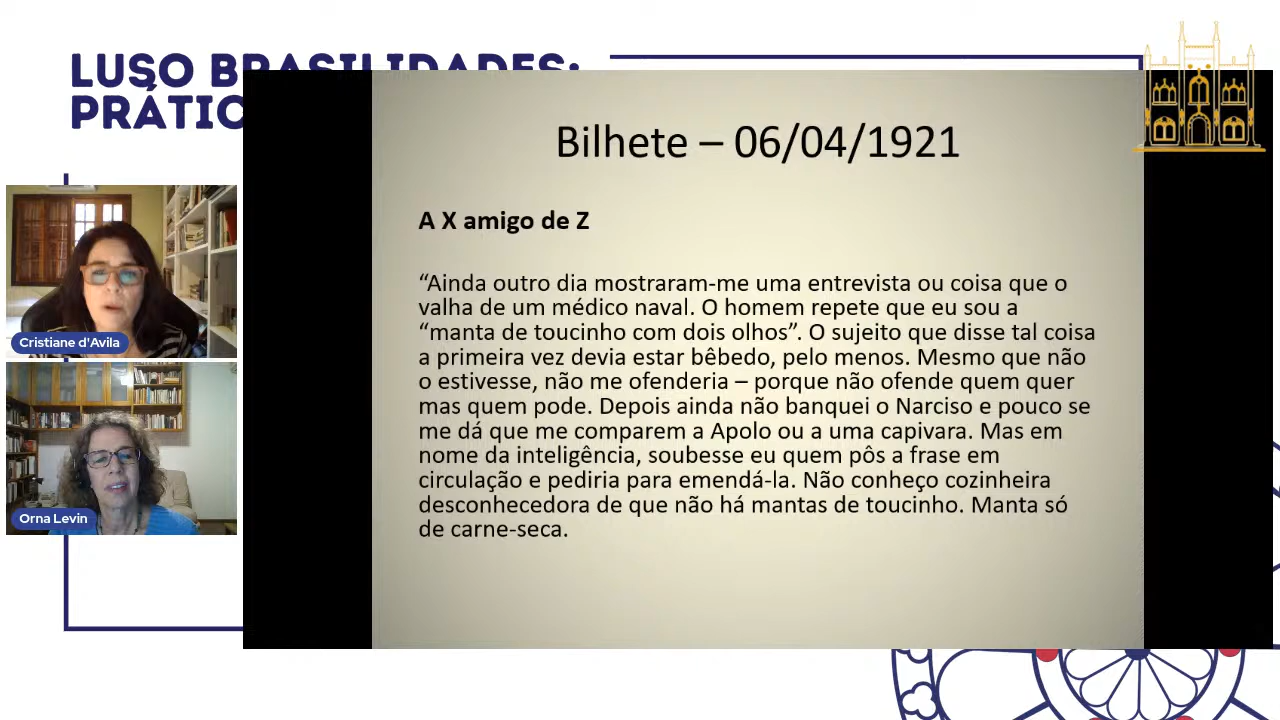 LUSO BRASILIDADES:
PRÁTIC
Bilhete – 06/04/1921
A X amigo de Z
“Ainda outro dia mostraram-me uma entrevista ou coisa que o
valha de um médico naval. O homem repete que eu sou a
“manta de toucinho com dois olhos”. O sujeito que disse tal coisa
a primeira vez devia estar bêbedo, pelo menos. Mesmo que não
o estivesse, não me ofenderia – porque não ofende quem quer
mas quem pode. Depois ainda não banquei o Narciso e pouco se
me dá que me comparem a Apolo ou a uma capivara. Mas em
nome da inteligência, soubesse eu quem pôs a frase em
circulação e pediria para emendá-la. Não conheço cozinheira
desconhecedora de que não há mantas de toucinho. Manta só
de carne-seca.
Cristiane d'Avila
Orna Levin